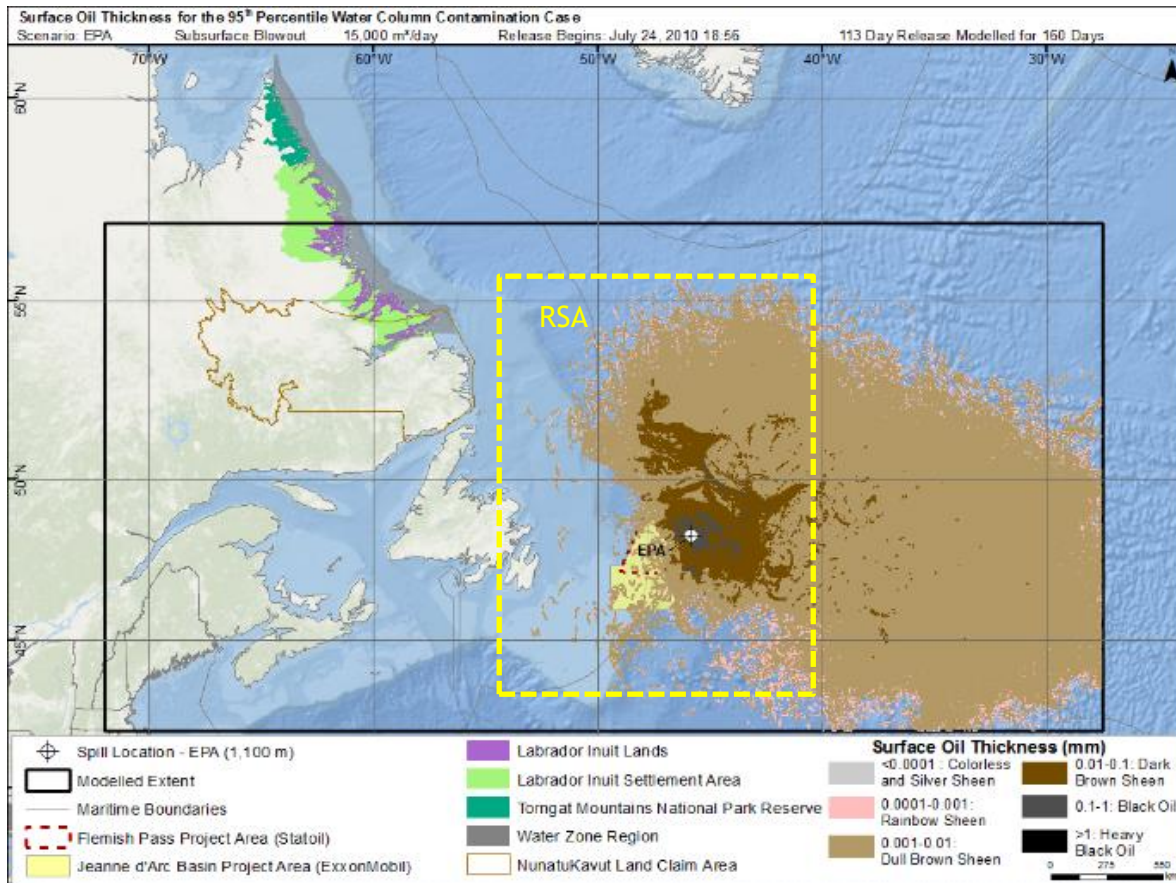 Surface Oil Thickness for the 95th Percentile Water Column Contamination Case
Scenario: EPA Subsurface Blowout 15,000 m³/day Release Begins: July 24, 2010 18:56 113 Day Release Modelled for 160 Days
70°W 60°W 50°W 40°W 30°W
60°N
55°N
RSA
50°N
EPA
45°N
Spill Location - EPA (1,100 m)
Modelled Extent
Maritime Boundaries
Flemish Pass Project Area (Statoil)
Jeanne d'Arc Basin Project Area (ExxonMobil)
Labrador Inuit Lands
Labrador Inuit Settlement Area
Torngat Mountains National Park Reserve
Water Zone Region
NunatuKavut Land Claim Area
Surface Oil Thickness (mm)
<0.0001 : Colorless
and Silver Sheen
0.0001-0.001:
Rainbow Sheen
0.001-0.01:
Dull Brown Sheen
0.01-0.1: Dark
Brown Sheen
0.1-1: Black Oil
>1: Heavy
Black Oil
0 275 550